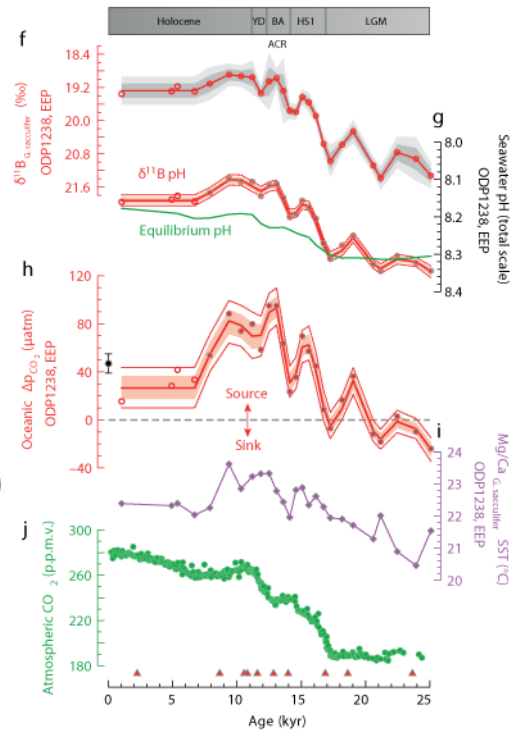 Holocene YD BA HS1 LGM
ACR
f
18.4
19.2
20.0
20.8
21.6
δ¹¹B G. sacculifer (‰)
ODP1238, EEP
g
8.0
8.1
8.2
8.3
8.4
Seawater pH (total scale)
ODP1238, EEP
δ¹¹B pH
Equilibrium pH
h
120
80
40
0
−40
Oceanic Δp CO₂ (µatm)
ODP1238, EEP
Source
Sink
i
24
23
22
21
20
Mg/Ca G. sacculifer SST (°C)
ODP1238, EEP
j
300
260
220
180
Atmospheric CO₂ (p.p.m.v.)
0 5 10 15 20 25
Age (kyr)